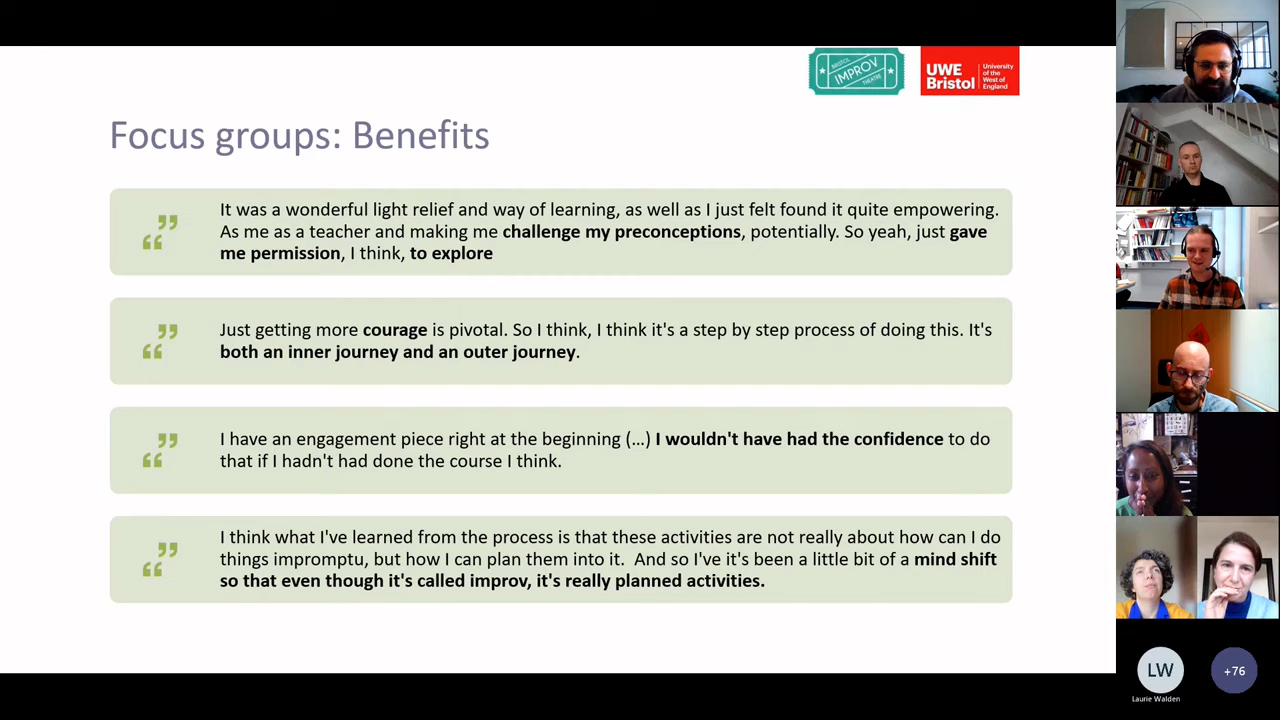 BRISTOL
IMPROV
THEATRE
UWE
Bristol
University
of the
West of
England
Focus groups: Benefits
It was a wonderful light relief and way of learning, as well as I just felt found it quite empowering.
As me as a teacher and making me challenge my preconceptions, potentially. So yeah, just gave
me permission, I think, to explore
Just getting more courage is pivotal. So I think, I think it's a step by step process of doing this. It's
both an inner journey and an outer journey.
I have an engagement piece right at the beginning (…) I wouldn't have had the confidence to do
that if I hadn't had done the course I think.
I think what I've learned from the process is that these activities are not really about how can I do
things impromptu, but how I can plan them into it.  And so I've it's been a little bit of a mind shift
so that even though it's called improv, it's really planned activities.
LW
+76
Laurie Walden